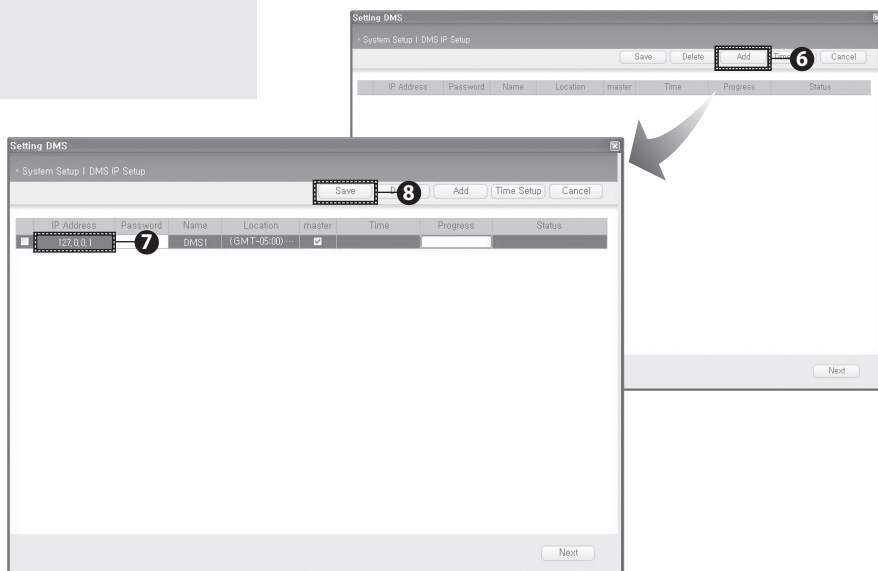 Setting DMS
System Setup | DMS IP Setup
Save Delete Add Cancel
6
IP Address Password Name Location master Time Progress Status
Next
Setting DMS
System Setup | DMS IP Setup
Save Add Time Setup Cancel
8
IP Address Password Name Location master Time Progress Status
127.0.0.1 DMS1 (GMT-05:00) ...
7
Next